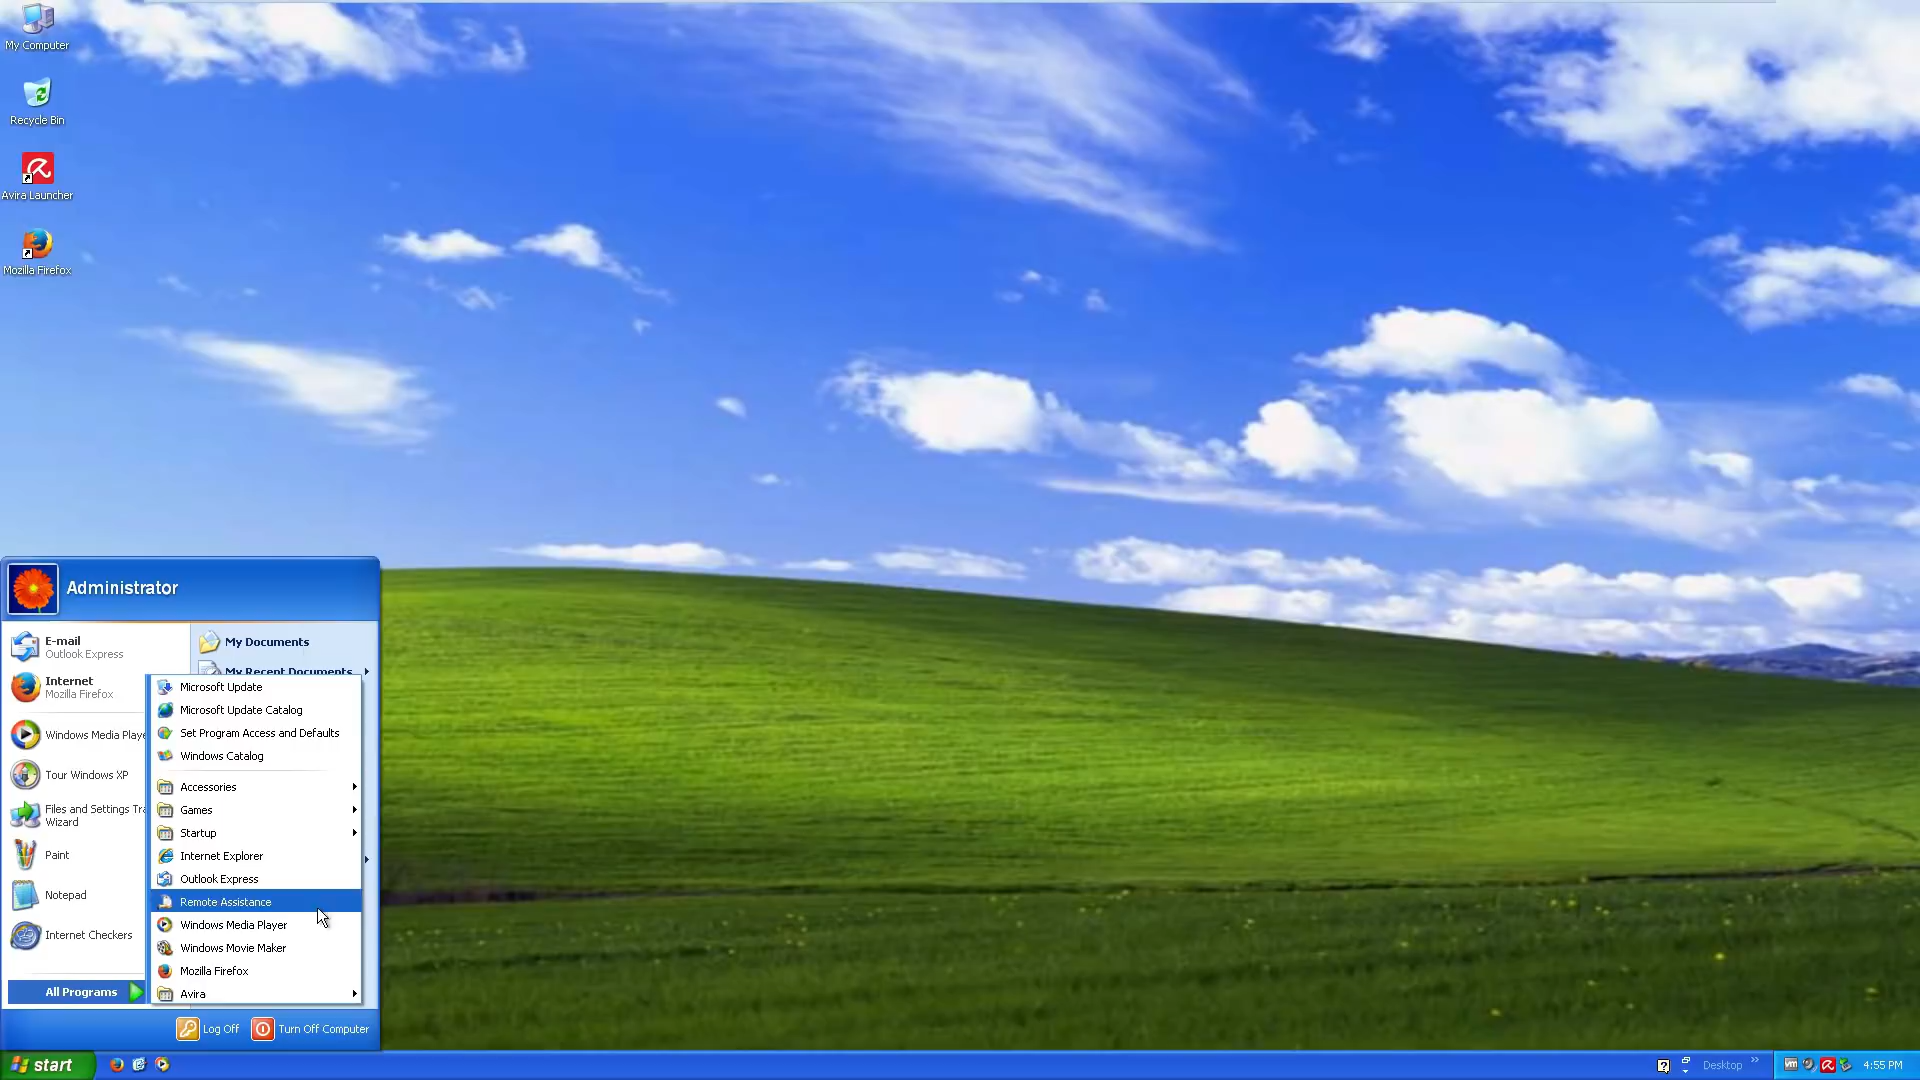 My Computer
Recycle Bin
Avira Launcher
Mozilla Firefox
Administrator
E-mail
Outlook Express
Internet
Mozilla Firefox
Windows Media Playe
Tour Windows XP
Files and Settings Tra
Wizard
Paint
Notepad
Internet Checkers
All Programs
My Documents
My Recent Documents
Microsoft Update
Microsoft Update Catalog
Set Program Access and Defaults
Windows Catalog
Accessories
Games
Startup
Internet Explorer
Outlook Express
Remote Assistance
Windows Media Player
Windows Movie Maker
Mozilla Firefox
Avira
Log Off
Turn Off Computer
start
Desktop
vm
4:55 PM